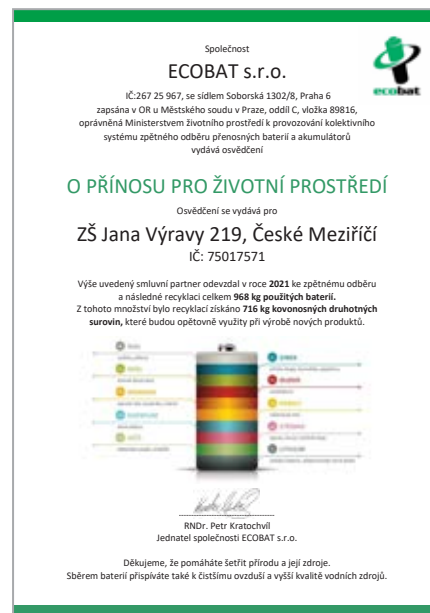 Společnost
ECOBAT s.r.o.
ecobat
IČ:267 25 967, se sídlem Soborská 1302/8, Praha 6
zapsána v OR u Městského soudu v Praze, oddíl C, vložka 89816,
oprávněná Ministerstvem životního prostředí k provozování kolektivního
systému zpětného odběru přenosných baterií a akumulátorů
vydává osvědčení
O PŘÍNOSU PRO ŽIVOTNÍ PROSTŘEDÍ
Osvědčení se vydává pro
ZŠ Jana Výravy 219, České Meziříčí
IČ: 75017571
Výše uvedený smluvní partner odevzdal v roce 2021 ke zpětnému odběru
a následné recyklaci celkem 968 kg použitých baterií.
Z tohoto množství bylo recyklací získáno 716 kg kovonosných druhotných
surovin, které budou opětovně využity při výrobě nových produktů.
RNDr. Petr Kratochvíl
Jednatel společnosti ECOBAT s.r.o.
Děkujeme, že pomáháte šetřit přírodu a její zdroje.
Sběrem baterií přispíváte také k čistšímu ovzduší a vyšší kvalitě vodních zdrojů.